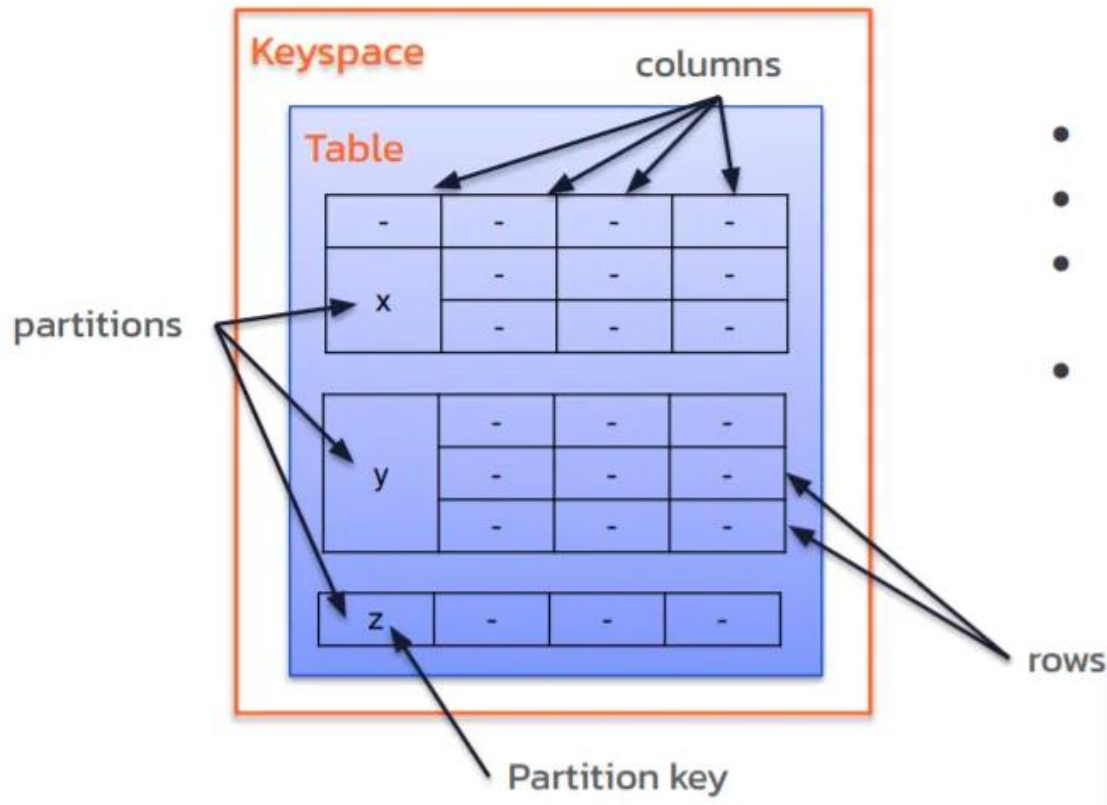 Keyspace
columns
Table
- - - -
x - - -
- - -
partitions
y - - -
- - -
- - -
z - - -
rows
Partition key